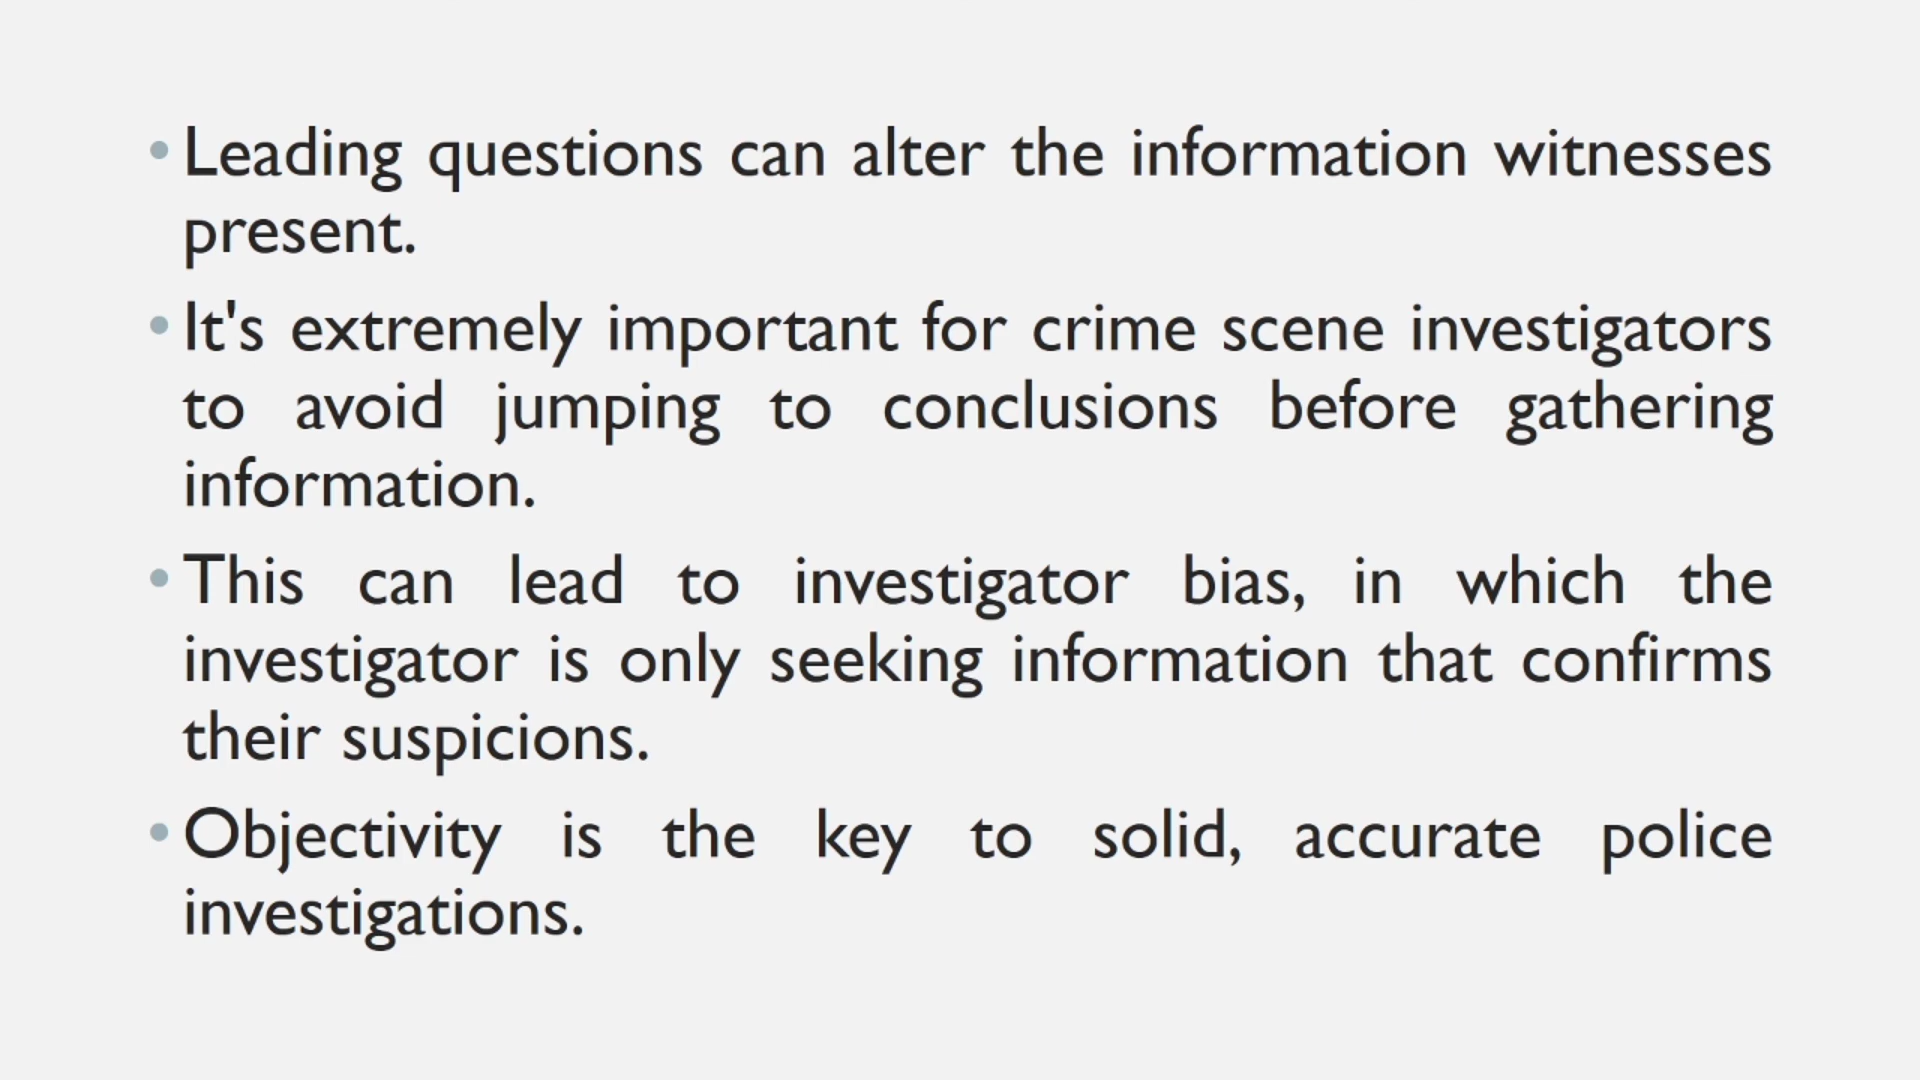 • Leading questions can alter the information witnesses
present.
• It's extremely important for crime scene investigators
to avoid jumping to conclusions before gathering
information.
• This can lead to investigator bias, in which the
investigator is only seeking information that confirms
their suspicions.
• Objectivity is the key to solid, accurate police
investigations.